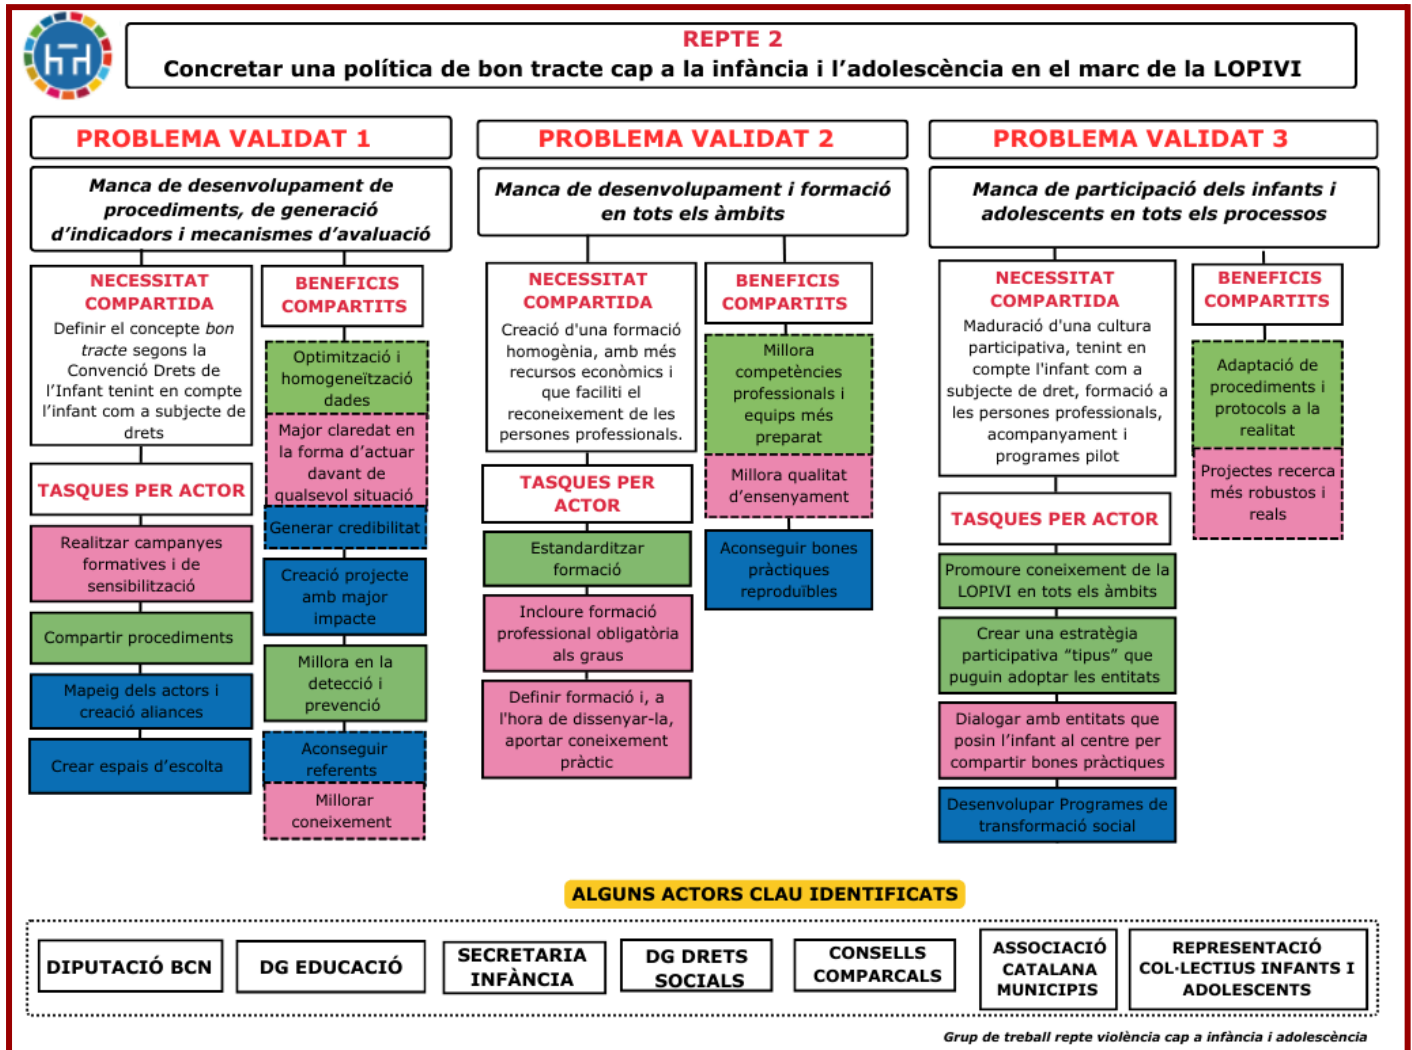 REPTE 2
Concretar una política de bon tracte cap a la infància i l'adolescència en el marc de la LOPIVI
PROBLEMA VALIDAT 1
Manca de desenvolupament de
procediments, de generació
d'indicadors i mecanismes d'avaluació
NECESSITAT
COMPARTIDA
Definir el concepte bon
tracte segons la
Convenció Drets de
l'Infant tenint en compte
l'infant com a subjecte de
drets
TASQUES PER ACTOR
Realitzar campanyes
formatives i de
sensibilització
Compartir procediments
Mapeig dels actors i
creació aliances
Crear espais d'escolta
BENEFICIS
COMPARTITS
Optimització i
homogeneïtzació
dades
Major claredat en
la forma d'actuar
davant de
qualsevol situació
Generar credibilitat
Creació projecte
amb major
impacte
Millora en la
detecció i
prevenció
Aconseguir
referents
Millorar
coneixement
PROBLEMA VALIDAT 2
Manca de desenvolupament i formació
en tots els àmbits
NECESSITAT
COMPARTIDA
Creació d'una formació
homogènia, amb més
recursos econòmics i
que faciliti el
reconeixement de les
persones professionals.
TASQUES PER
ACTOR
Estandarditzar
formació
Incloure formació
professional obligatòria
als graus
Definir formació i, a
l'hora de dissenyar-la,
aportar coneixement
pràctic
BENEFICIS
COMPARTITS
Millora
competències
professionals i
equips més
preparat
Millora qualitat
d'ensenyament
Aconseguir bones
pràctiques
reproduïbles
PROBLEMA VALIDAT 3
Manca de participació dels infants i
adolescents en tots els processos
NECESSITAT
COMPARTIDA
Maduració d'una cultura
participativa, tenint en
compte l'infant com a
subjecte de dret, formació a
les persones professionals,
acompanyament i
programes pilot
TASQUES PER ACTOR
Promoure coneixement de la
LOPIVI en tots els àmbits
Crear una estratègia
participativa “tipus” que
puguin adoptar les entitats
Dialogar amb entitats que
posin l'infant al centre per
compartir bones pràctiques
Desenvolupar Programes de
transformació social
BENEFICIS
COMPARTITS
Adaptació de
procediments i
protocols a la
realitat
Projectes recerca
més robustos i
reals
ALGUNS ACTORS CLAU IDENTIFICATS
DIPUTACIÓ BCN
DG EDUCACIÓ
SECRETARIA
INFÀNCIA
DG DRETS
SOCIALS
CONSELLS
COMPARCALS
ASSOCIACIÓ
CATALANA
MUNICIPIS
REPRESENTACIÓ
COL·LECTIUS INFANTS I
ADOLESCENTS
Grup de treball repte violència cap a infància i adolescència